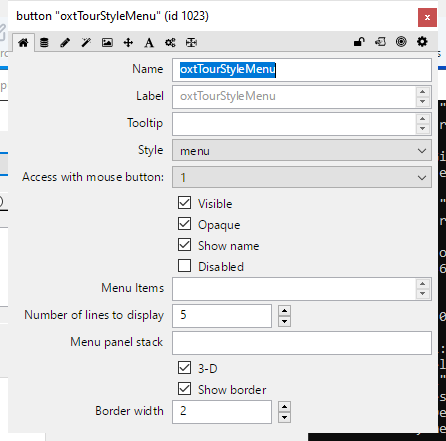 button "oxtTourStyleMenu" (id 1023)
x
A
Name oxtTourStyleMenu
Label oxtTourStyleMenu
Tooltip
Style menu
Access with mouse button: 1
Visible
Opaque
Show name
Disabled
Menu Items
Number of lines to display 5
Menu panel stack
3-D
Show border
Border width 2